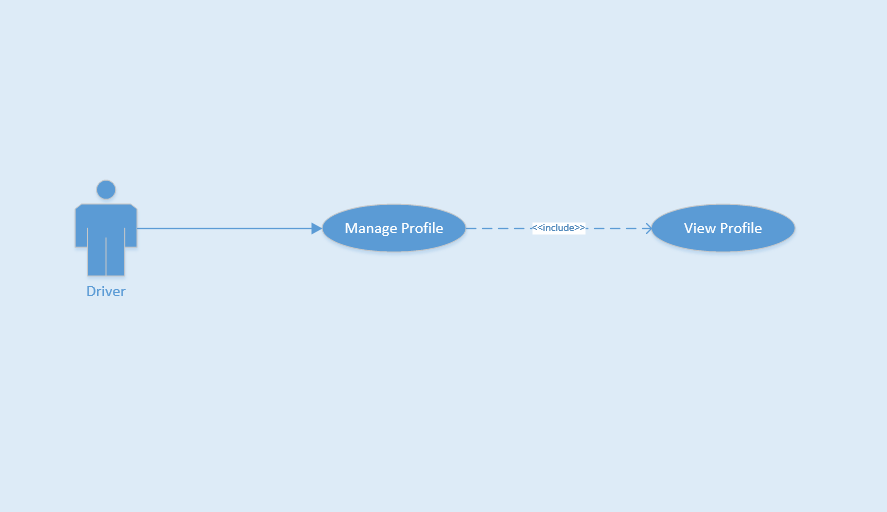 Manage Profile
<<include>>
View Profile
Driver